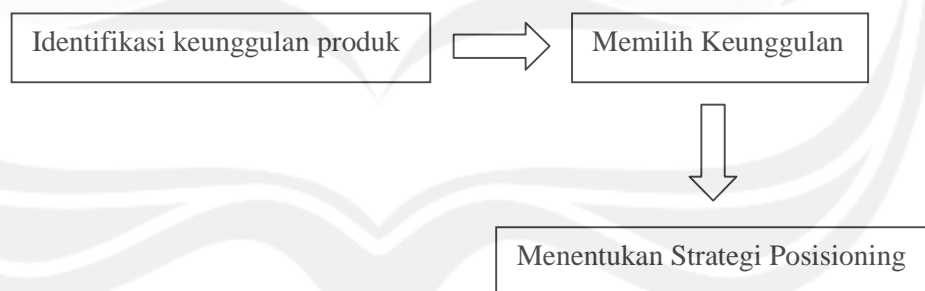 Identifikasi keunggulan produk
Memilih Keunggulan
Menentukan Strategi Posisioning